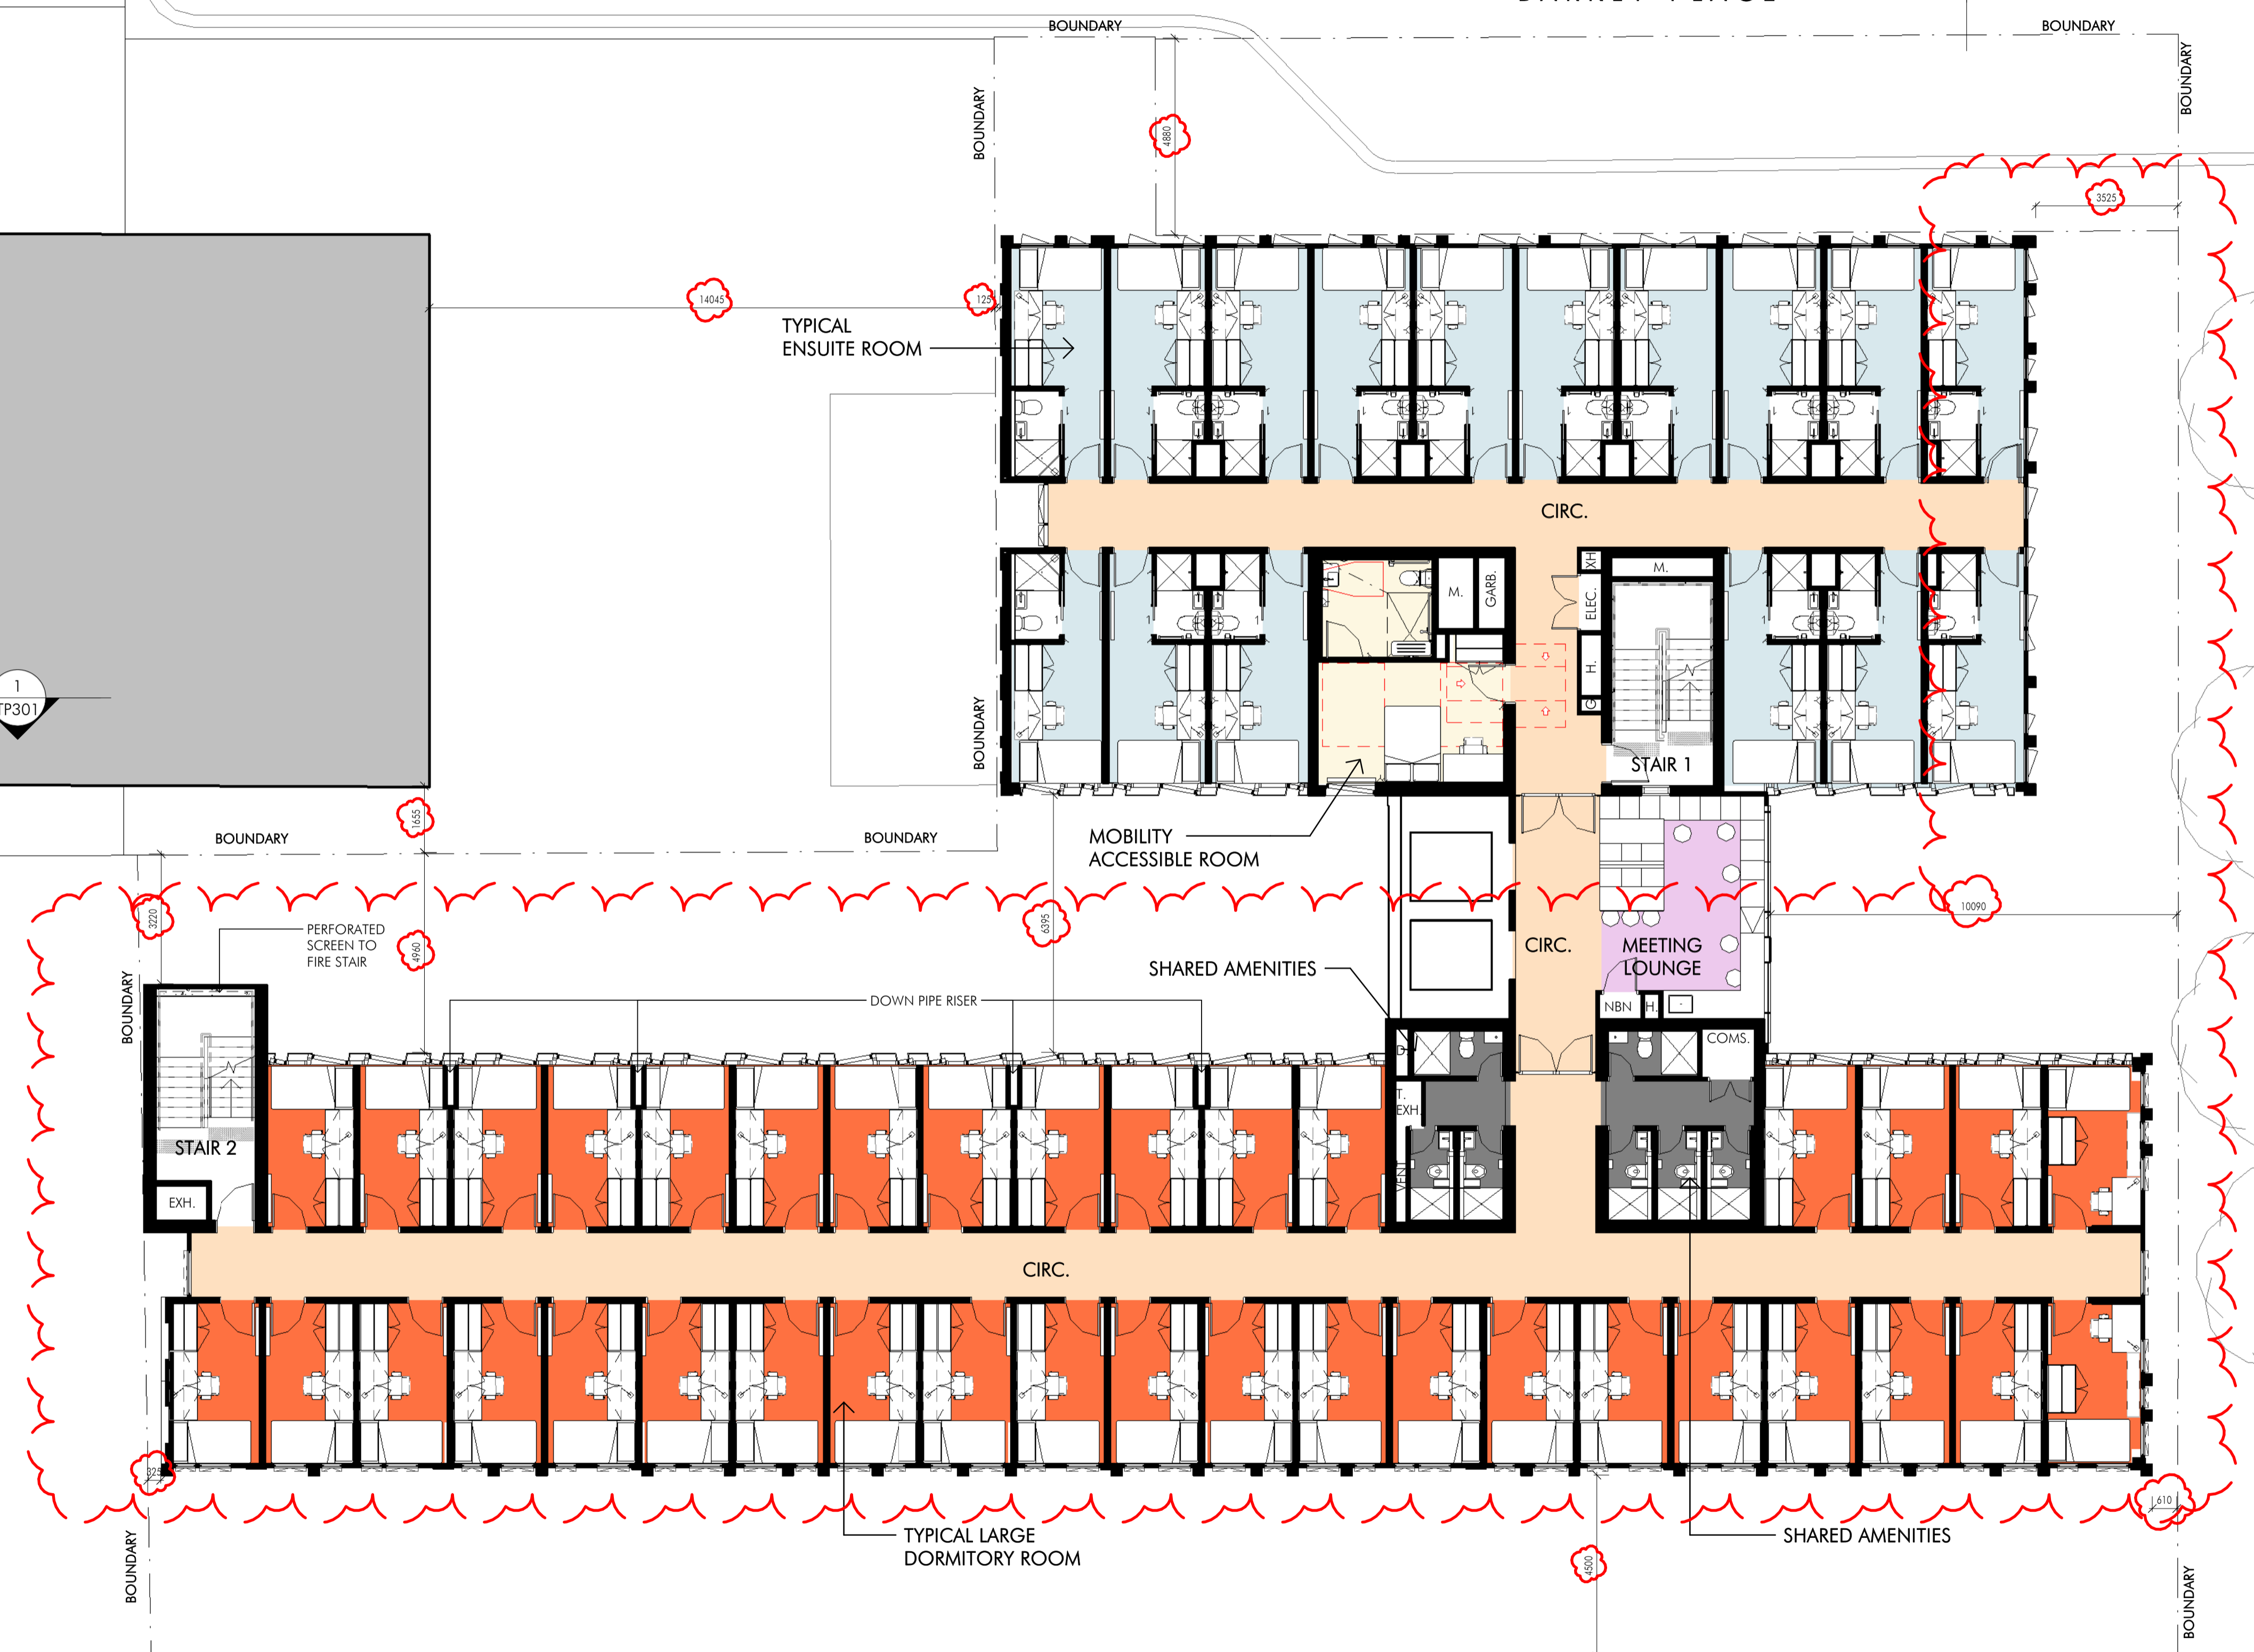 BOUNDARY
BOUNDARY
BOUNDARY
BOUNDARY
4880
3525
14045
125
TYPICAL
ENSUITE ROOM
CIRC.
XH
M.
M.
GARB.
ELEC.
H.
G
1
TP301
BOUNDARY
STAIR 1
1655
BOUNDARY
BOUNDARY
MOBILITY
ACCESSIBLE ROOM
3220
6395
10090
PERFORATED
SCREEN TO
FIRE STAIR
4960
CIRC.
MEETING
LOUNGE
SHARED AMENITIES
BOUNDARY
DOWN PIPE RISER
NBN
H.
COMS.
D
T.
EXH.
STAIR 2
VENT
EXH.
CIRC.
325
610
TYPICAL LARGE
DORMITORY ROOM
SHARED AMENITIES
4500
BOUNDARY
BOUNDARY